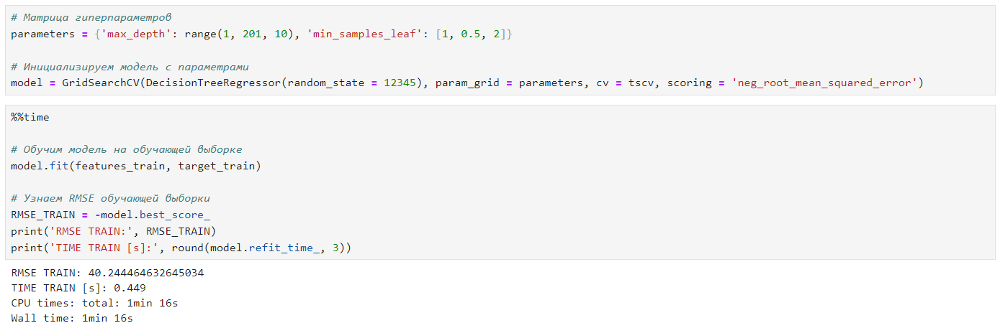 # Матрица гиперпараметров
parameters = {'max_depth': range(1, 201, 10), 'min_samples_leaf': [1, 0.5, 2]}
# Инициализируем модель с параметрами
model = GridSearchCV(DecisionTreeRegressor(random_state = 12345), param_grid = parameters, cv = tscv, scoring = 'neg_root_mean_squared_error')
%%time
# Обучим модель на обучающей выборке
model.fit(features_train, target_train)
# Узнаем RMSE обучающей выборки
RMSE_TRAIN = -model.best_score_
print('RMSE TRAIN:', RMSE_TRAIN)
print('TIME TRAIN [s]:', round(model.refit_time_, 3))
RMSE TRAIN: 40.244464632645034
TIME TRAIN [s]: 0.449
CPU times: total: 1min 16s
Wall time: 1min 16s